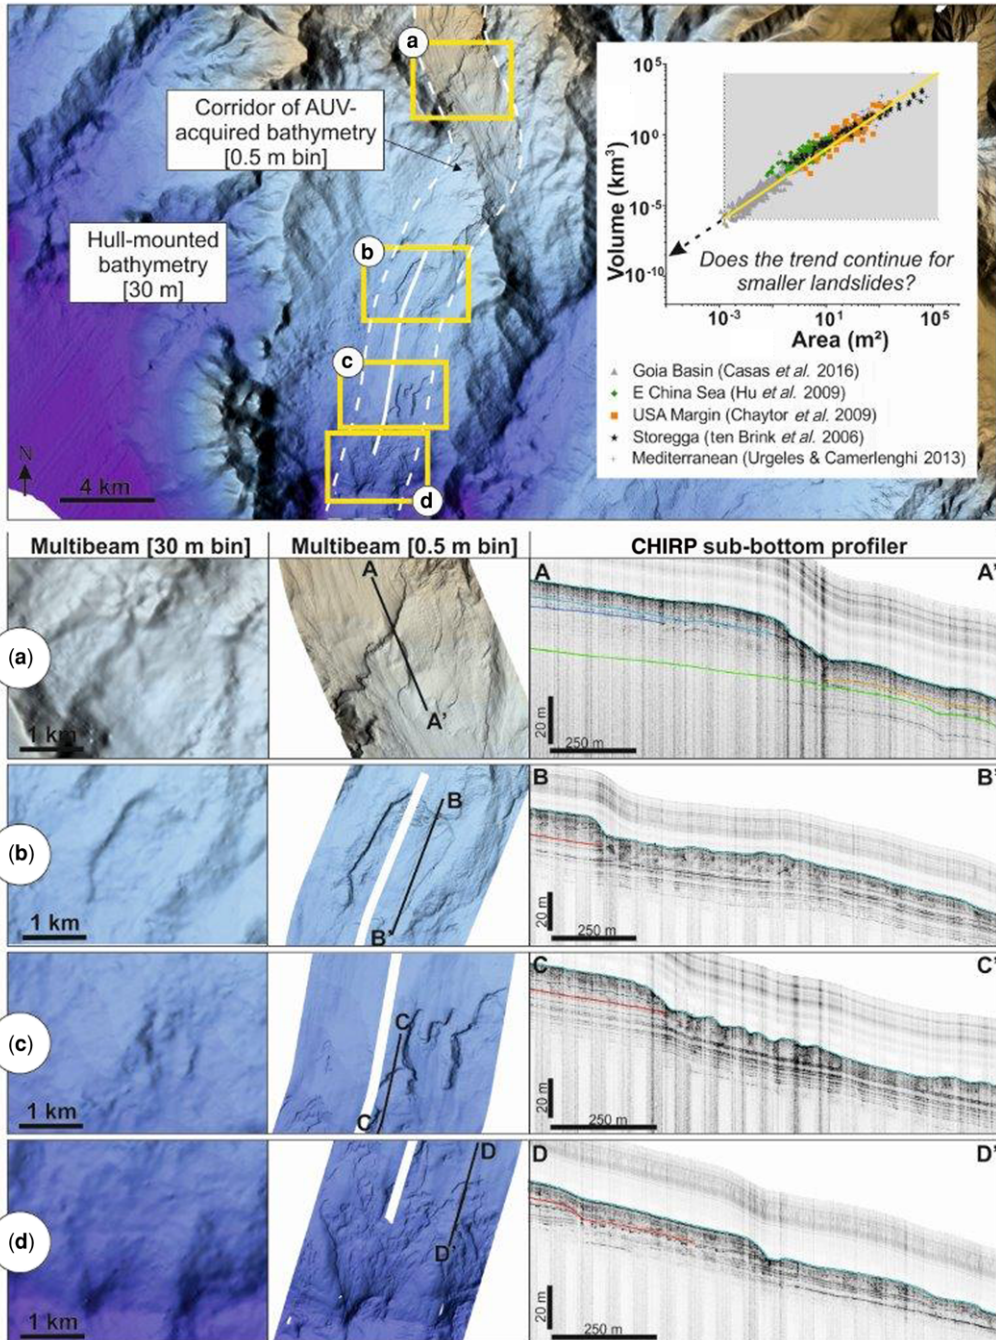 a
Corridor of AUV-
acquired bathymetry
[0.5 m bin]
Hull-mounted
bathymetry
[30 m]
b
c
d
N
4 km
Volume (km³)
10⁵
10⁰
10⁻⁵
10⁻¹⁰
Does the trend continue for
smaller landslides?
10⁻³
10¹
10⁵
Area (m²)
Goia Basin (Casas et al. 2016)
E China Sea (Hu et al. 2009)
USA Margin (Chaytor et al. 2009)
Storegga (ten Brink et al. 2006)
Mediterranean (Urgeles & Camerlenghi 2013)
Multibeam [30 m bin]
Multibeam [0.5 m bin]
CHIRP sub-bottom profiler
(a)
1 km
A
A'
A
A'
20 m
250 m
(b)
1 km
B
B'
B
B'
20 m
250 m
(c)
1 km
C
C'
C
C'
20 m
250 m
(d)
1 km
D
D'
D
D'
20 m
250 m